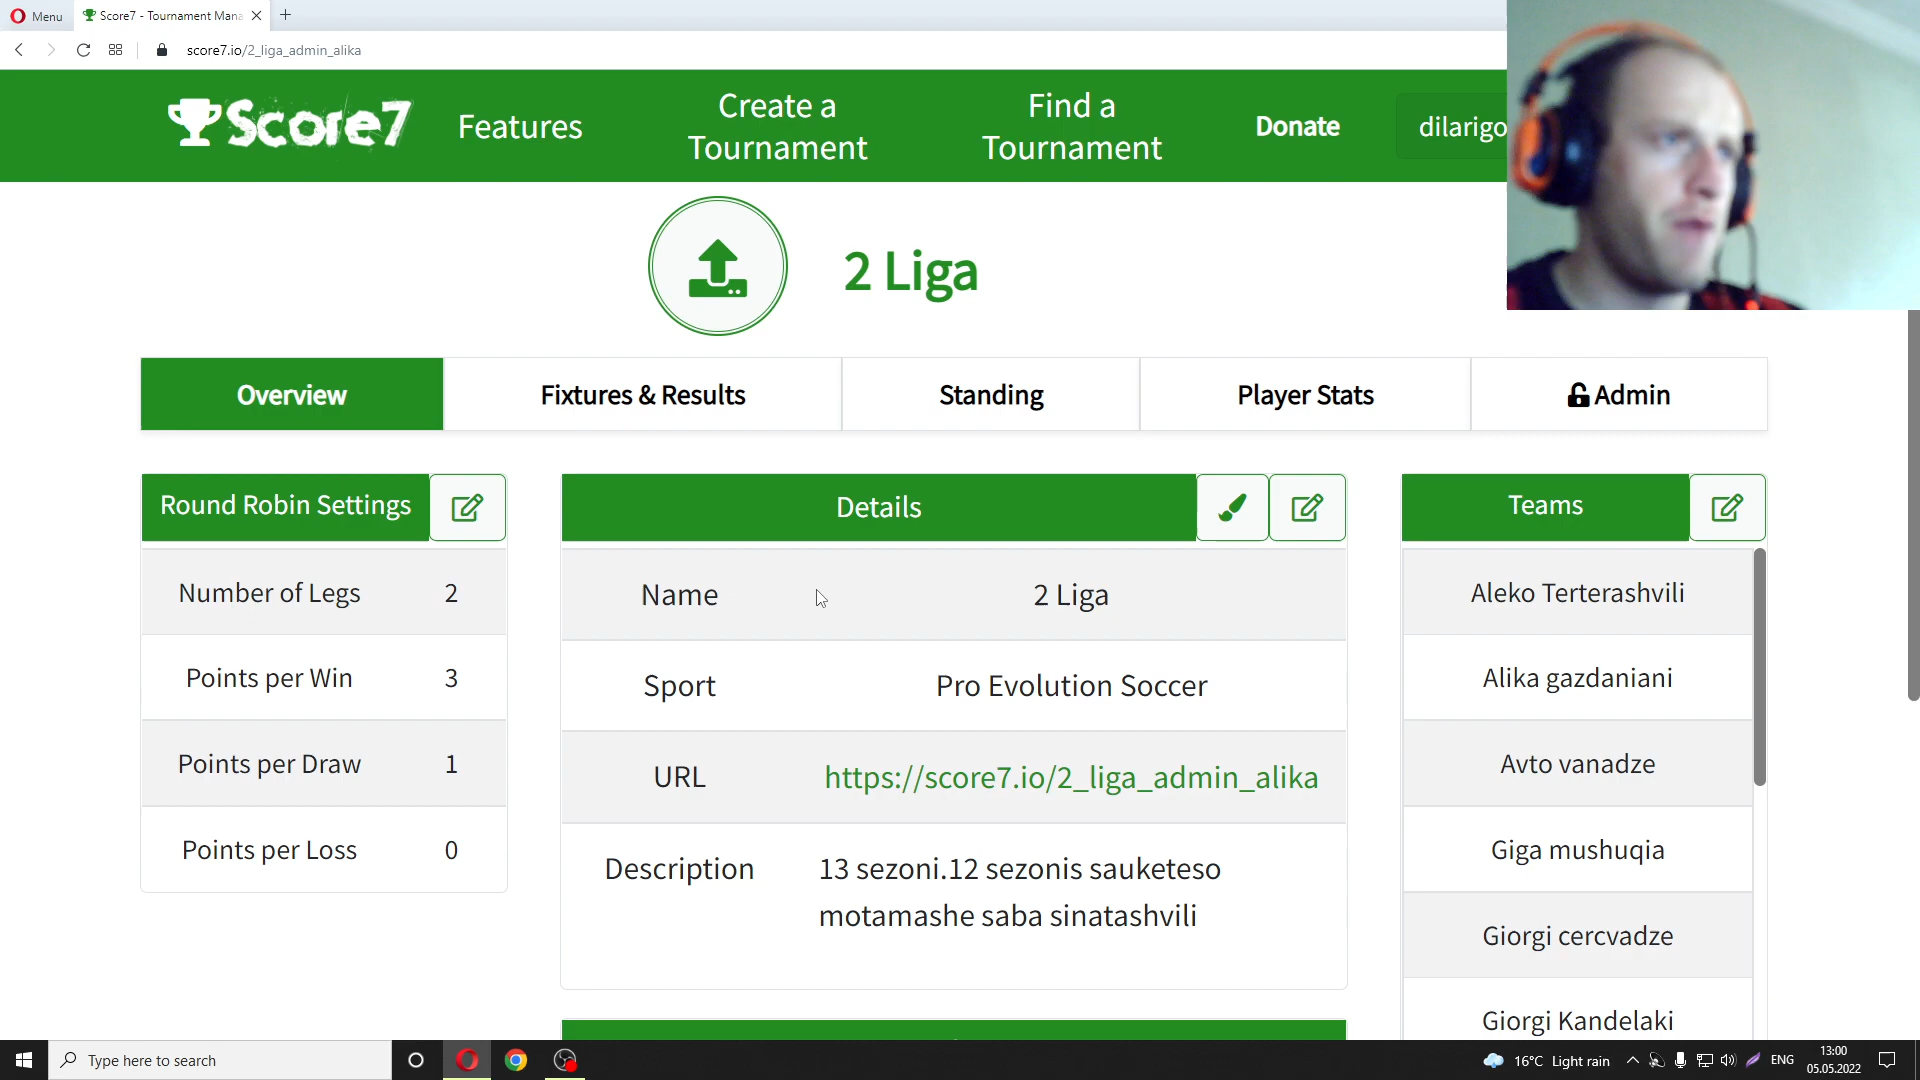 Menu
Score7 - Tournament Mana
score7.io/2_liga_admin_alika
Score7
Features
Create a
Tournament
Find a
Tournament
Donate
dilarigo
2 Liga
Overview
Fixtures & Results
Standing
Player Stats
Admin
Round Robin Settings
Number of Legs 2
Points per Win 3
Points per Draw 1
Points per Loss 0
Details
Name 2 Liga
Sport Pro Evolution Soccer
URL https://score7.io/2_liga_admin_alika
Description 13 sezoni.12 sezonis sauketeso
motamashe saba sinatashvili
Teams
Aleko Terterashvili
Alika gazdaniani
Avto vanadze
Giga mushuqia
Giorgi cercvadze
Giorgi Kandelaki
Type here to search
16°C Light rain
ENG
13:00
05.05.2022